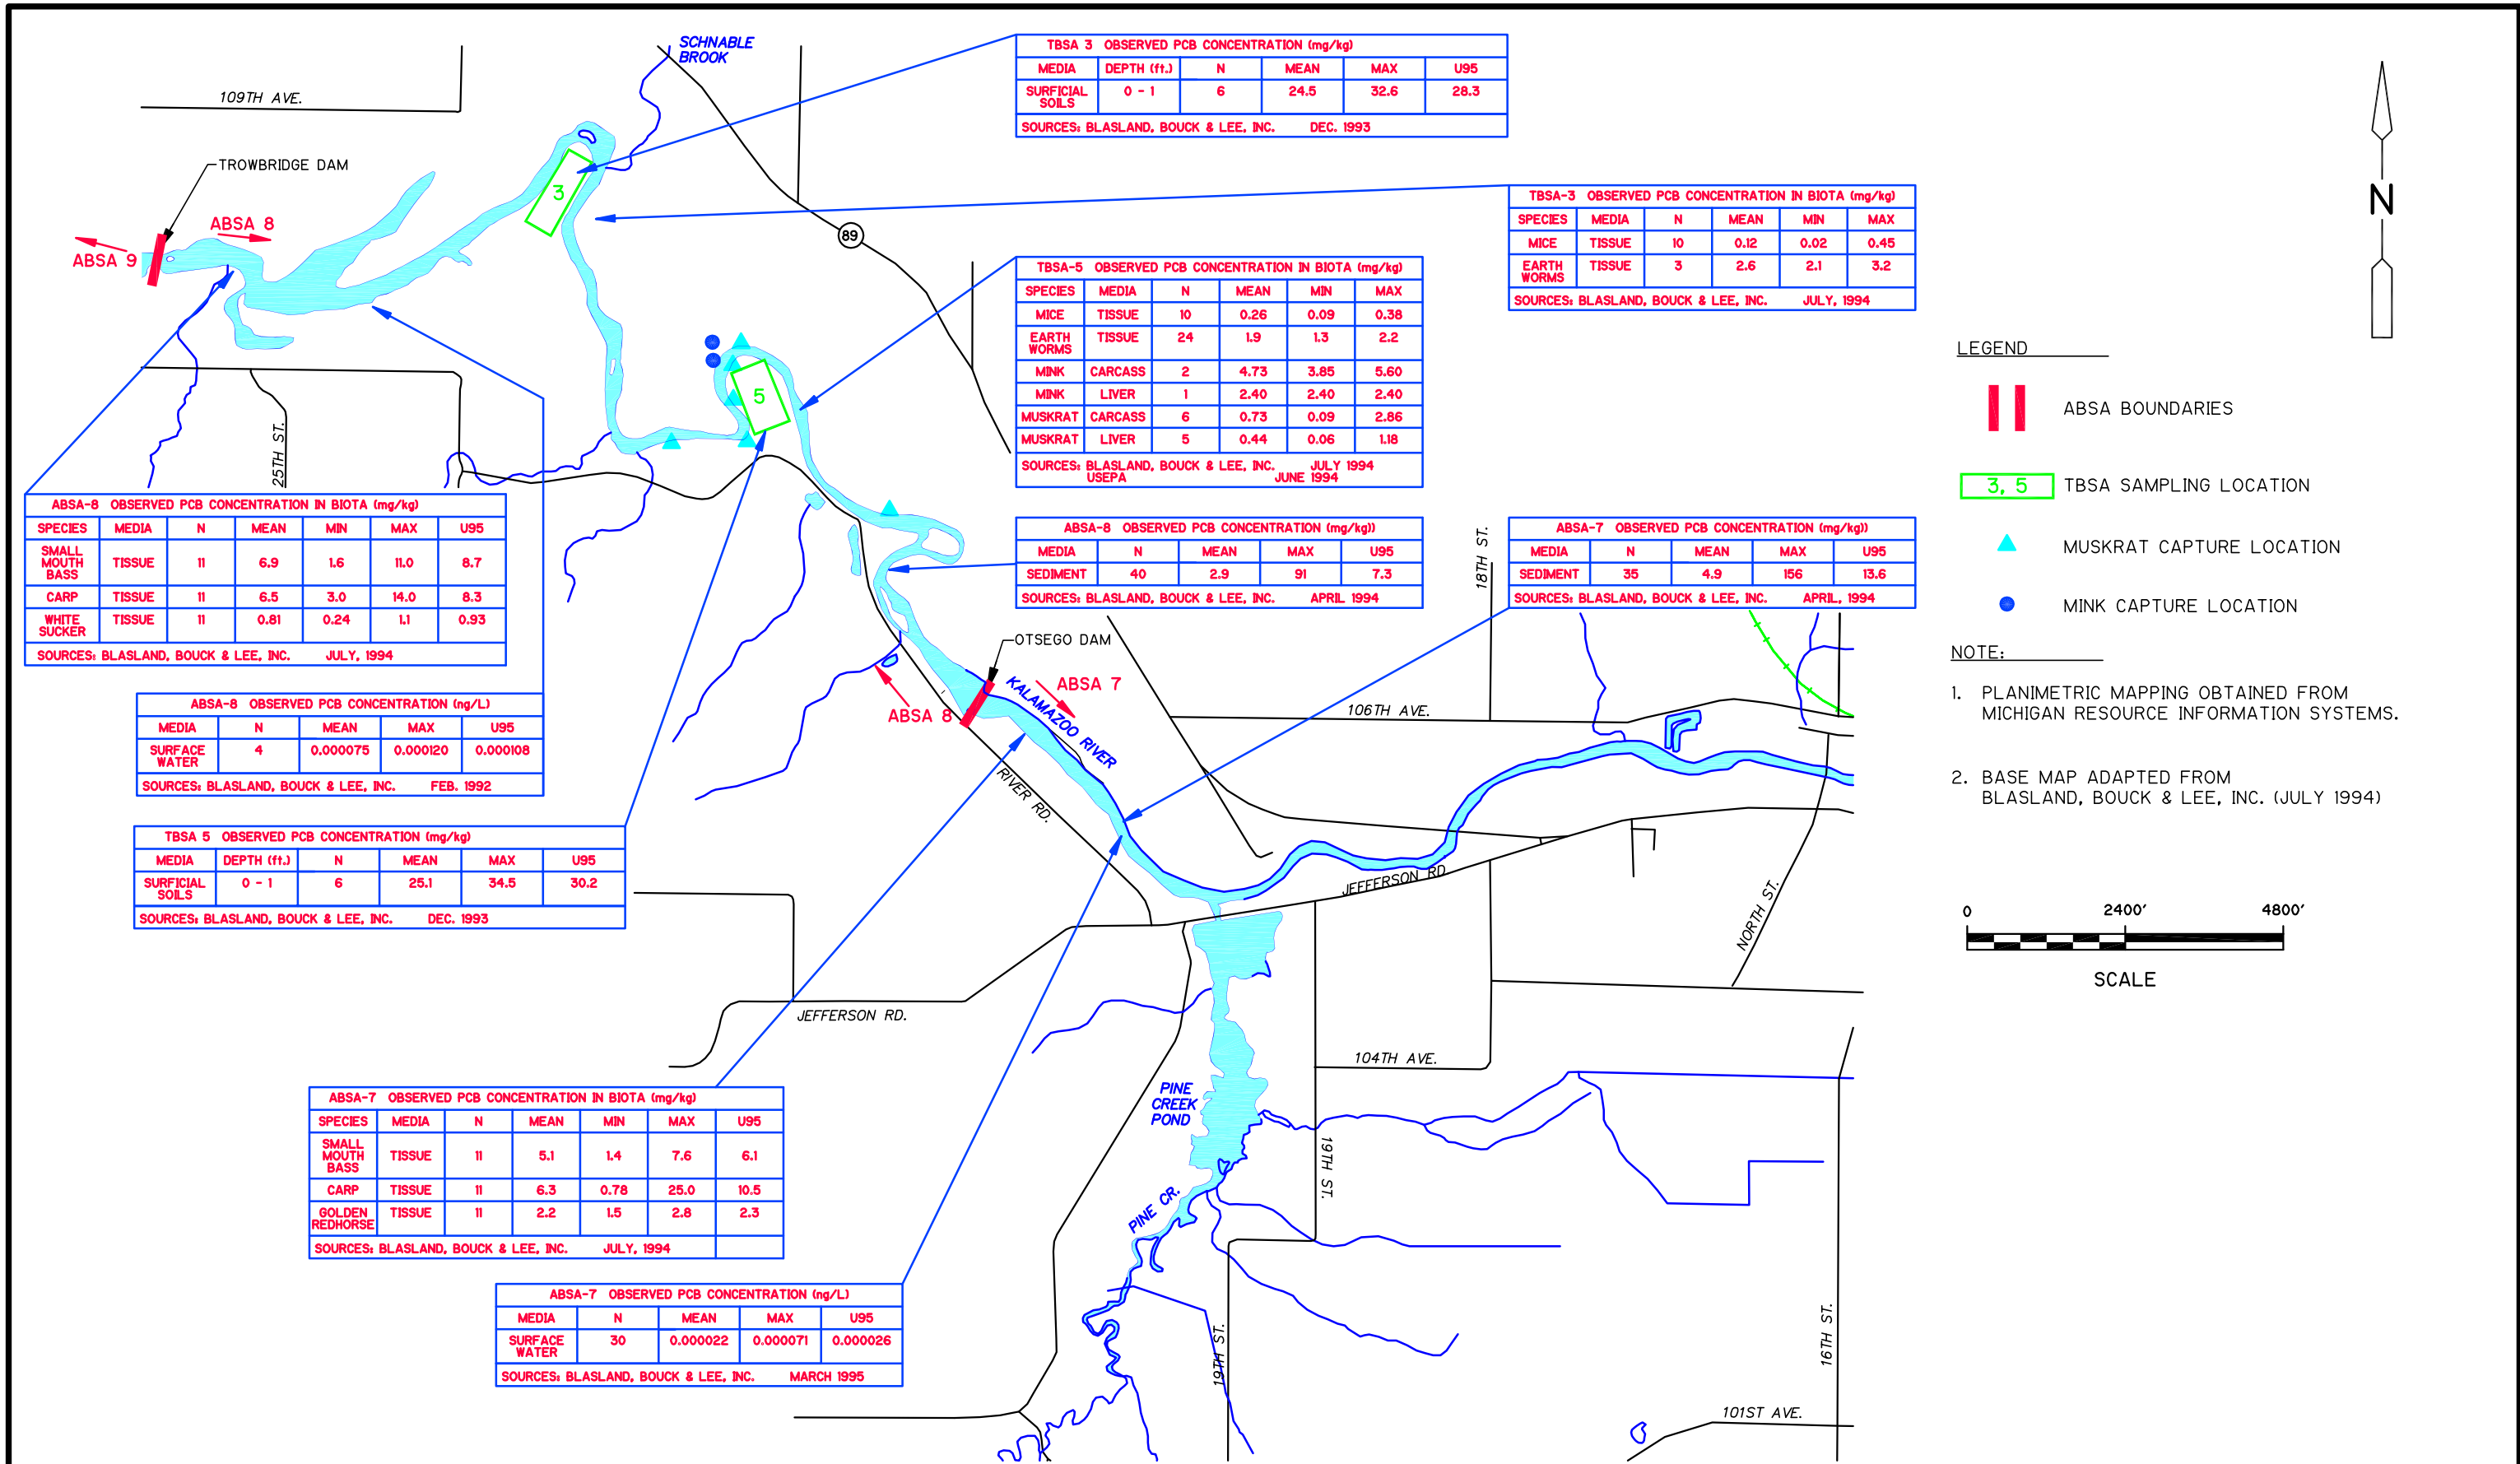 SCHNABLE
BROOK
109TH AVE.
TROWBRIDGE DAM
ABSA 8
ABSA 9
3
89
5
25TH ST.
TBSA 3 OBSERVED PCB CONCENTRATION (mg/kg)
MEDIA DEPTH (ft.) N MEAN MAX U95
SURFICIAL SOILS 0 - 1 6 24.5 32.6 28.3
SOURCES: BLASLAND, BOUCK & LEE, INC. DEC. 1993
TBSA-3 OBSERVED PCB CONCENTRATION IN BIOTA (mg/kg)
SPECIES MEDIA N MEAN MIN MAX
MICE TISSUE 10 0.12 0.02 0.45
EARTH WORMS TISSUE 3 2.6 2.1 3.2
SOURCES: BLASLAND, BOUCK & LEE, INC. JULY, 1994
TBSA-5 OBSERVED PCB CONCENTRATION IN BIOTA (mg/kg)
SPECIES MEDIA N MEAN MIN MAX
MICE TISSUE 10 0.26 0.09 0.38
EARTH WORMS TISSUE 24 1.9 1.3 2.2
MINK CARCASS 2 4.73 3.85 5.60
MINK LIVER 1 2.40 2.40 2.40
MUSKRAT CARCASS 6 0.73 0.09 2.86
MUSKRAT LIVER 5 0.44 0.06 1.18
SOURCES: BLASLAND, BOUCK & LEE, INC. JULY 1994
USEPA JUNE 1994
ABSA-8 OBSERVED PCB CONCENTRATION IN BIOTA (mg/kg)
SPECIES MEDIA N MEAN MIN MAX U95
SMALL MOUTH BASS TISSUE 11 6.9 1.6 11.0 8.7
CARP TISSUE 11 6.5 3.0 14.0 8.3
WHITE SUCKER TISSUE 11 0.81 0.24 1.1 0.93
SOURCES: BLASLAND, BOUCK & LEE, INC. JULY, 1994
ABSA-8 OBSERVED PCB CONCENTRATION (mg/kg))
MEDIA N MEAN MAX U95
SEDIMENT 40 2.9 91 7.3
SOURCES: BLASLAND, BOUCK & LEE, INC. APRIL 1994
18TH ST.
ABSA-7 OBSERVED PCB CONCENTRATION (mg/kg))
MEDIA N MEAN MAX U95
SEDIMENT 35 4.9 156 13.6
SOURCES: BLASLAND, BOUCK & LEE, INC. APRIL, 1994
ABSA-8 OBSERVED PCB CONCENTRATION (ng/L)
MEDIA N MEAN MAX U95
SURFACE WATER 4 0.000075 0.000120 0.000108
SOURCES: BLASLAND, BOUCK & LEE, INC. FEB. 1992
OTSEGO DAM
ABSA 7
ABSA 8
KALAMAZOO RIVER
106TH AVE.
RIVER RD.
TBSA 5 OBSERVED PCB CONCENTRATION (mg/kg)
MEDIA DEPTH (ft.) N MEAN MAX U95
SURFICIAL SOILS 0 - 1 6 25.1 34.5 30.2
SOURCES: BLASLAND, BOUCK & LEE, INC. DEC. 1993
JEFFERSON RD.
NORTH ST.
JEFFERSON RD.
104TH AVE.
PINE
CREEK
POND
19TH ST.
PINE CR.
ABSA-7 OBSERVED PCB CONCENTRATION IN BIOTA (mg/kg)
SPECIES MEDIA N MEAN MIN MAX U95
SMALL MOUTH BASS TISSUE 11 5.1 1.4 7.6 6.1
CARP TISSUE 11 6.3 0.78 25.0 10.5
GOLDEN REDHORSE TISSUE 11 2.2 1.5 2.8 2.3
SOURCES: BLASLAND, BOUCK & LEE, INC. JULY, 1994
ABSA-7 OBSERVED PCB CONCENTRATION (ng/L)
MEDIA N MEAN MAX U95
SURFACE WATER 30 0.000022 0.000071 0.000026
SOURCES: BLASLAND, BOUCK & LEE, INC. MARCH 1995
19TH ST.
16TH ST.
101ST AVE.
N
LEGEND
ABSA BOUNDARIES
3, 5 TBSA SAMPLING LOCATION
MUSKRAT CAPTURE LOCATION
MINK CAPTURE LOCATION
NOTE:
1. PLANIMETRIC MAPPING OBTAINED FROM
MICHIGAN RESOURCE INFORMATION SYSTEMS.
2. BASE MAP ADAPTED FROM
BLASLAND, BOUCK & LEE, INC. (JULY 1994)
0 2400' 4800'
SCALE